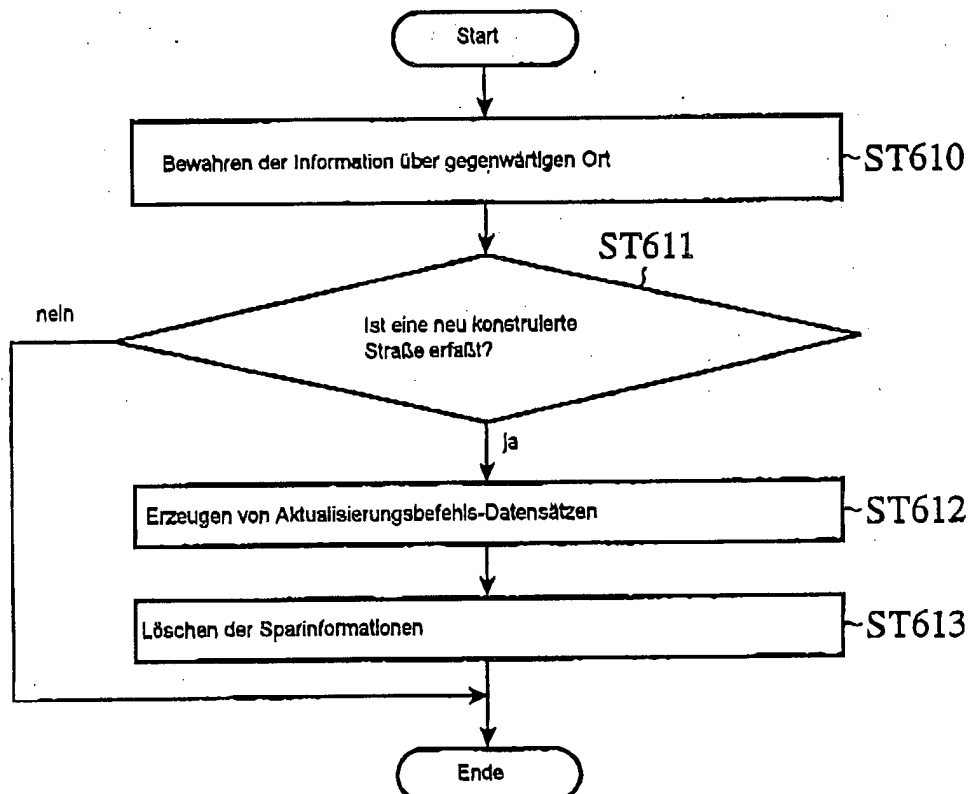 Start
Bewahren der Information über gegenwärtigen Ort
ST610
ST611
nein
Ist eine neu konstruierte
Straße erfaßt?
ja
Erzeugen von Aktualisierungsbefehls-Datensätzen
ST612
Löschen der Sparinformationen
ST613
Ende